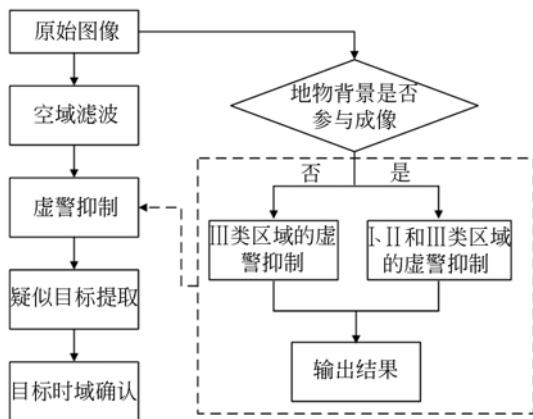 原始图像
空域滤波
虚警抑制
疑似目标提取
目标时域确认
地物背景是否
参与成像
否
是
Ⅲ类区域的虚
警抑制
Ⅰ、Ⅱ和Ⅲ类区域
的虚警抑制
输出结果